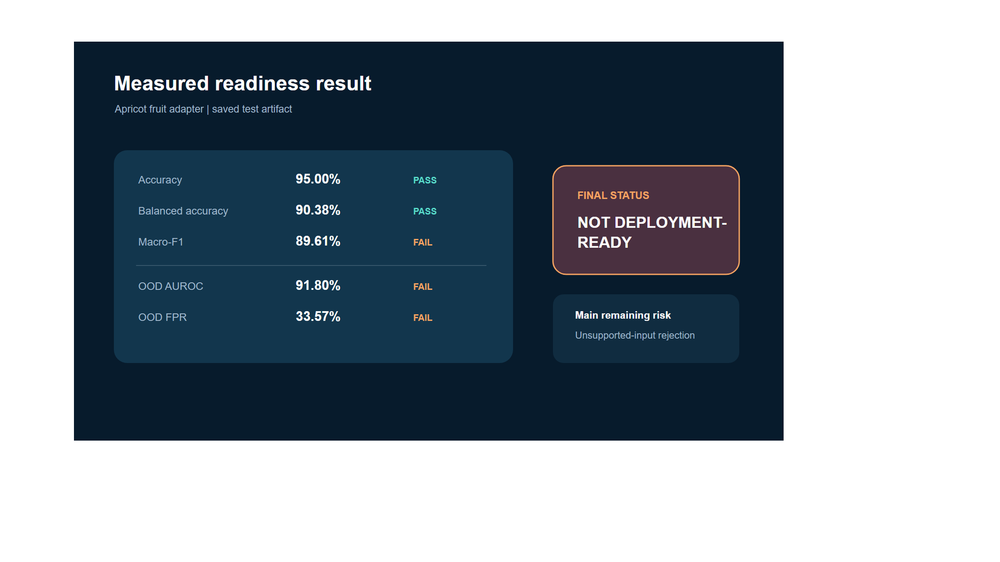 Measured readiness result
Apricot fruit adapter | saved test artifact
Accuracy 95.00% PASS
Balanced accuracy 90.38% PASS
Macro-F1 89.61% FAIL
OOD AUROC 91.80% FAIL
OOD FPR 33.57% FAIL
FINAL STATUS
NOT DEPLOYMENT-
READY
Main remaining risk
Unsupported-input rejection